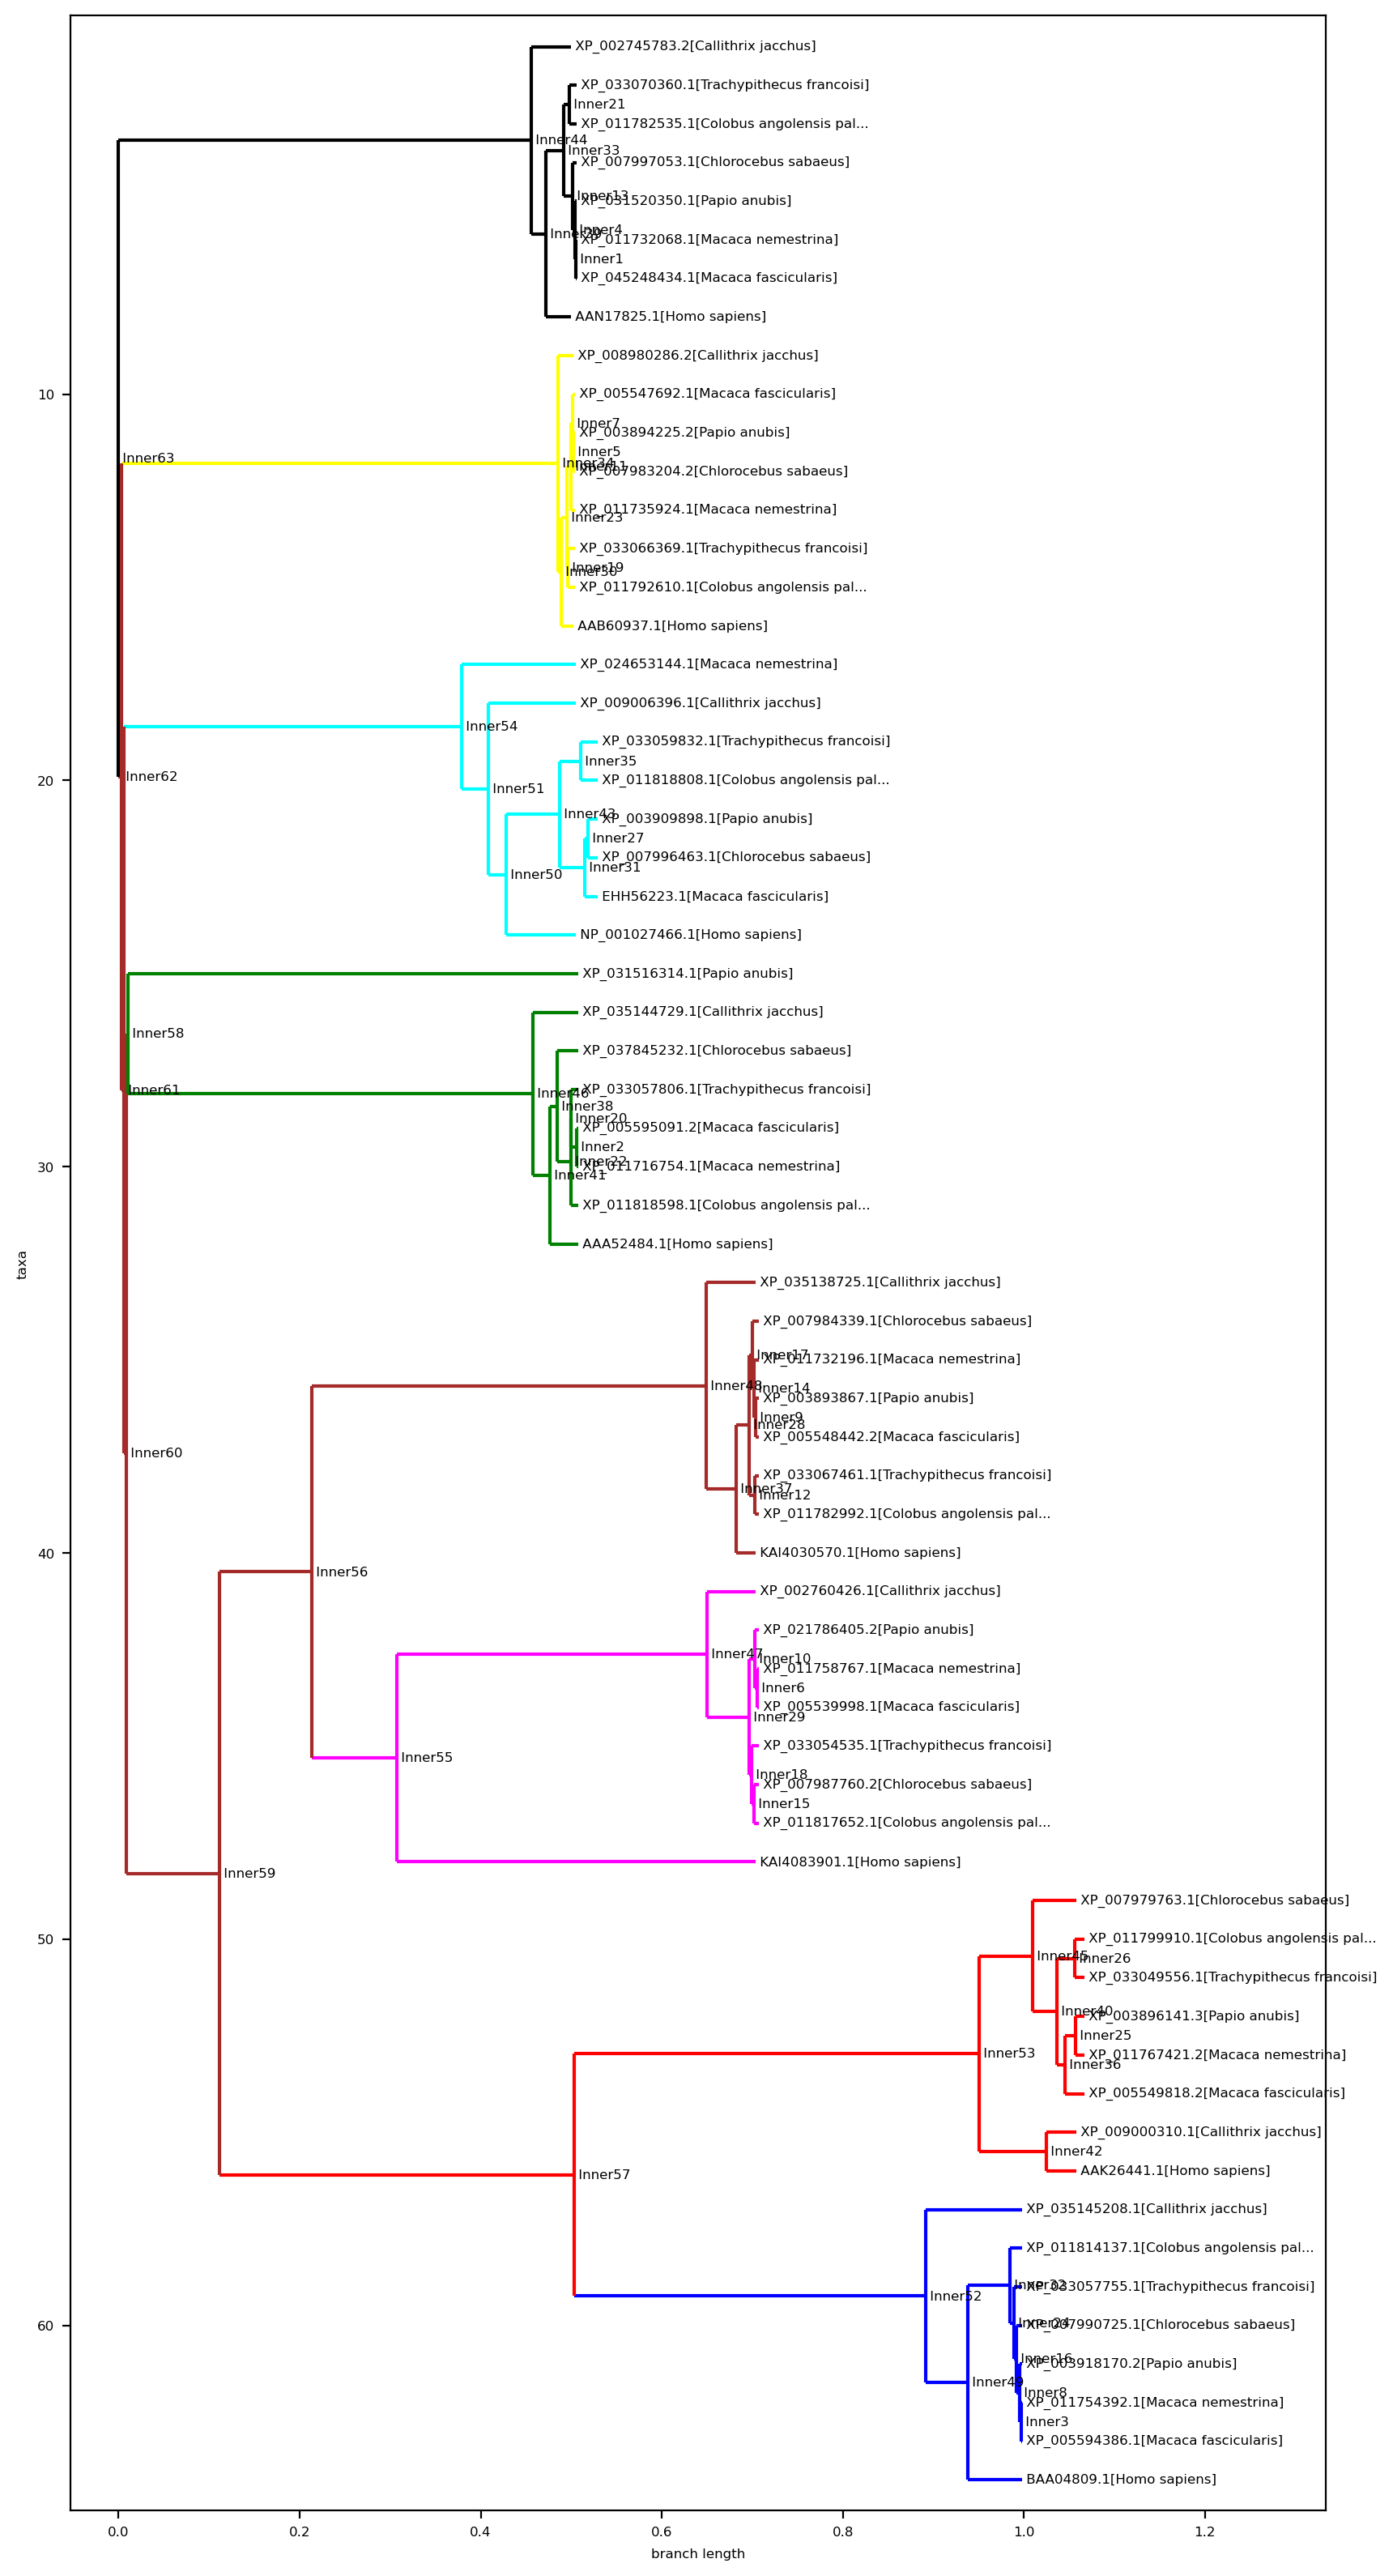 XP_002745783.2[Callithrix jacchus]
XP_033070360.1[Trachypithecus francoisi]
Inner21
XP_011782535.1[Colobus angolensis pal...
Inner44
Inner33
XP_007997053.1[Chlorocebus sabaeus]
Inner13
XP_031520350.1[Papio anubis]
Inner4
Inner39
XP_011732068.1[Macaca nemestrina]
Inner1
XP_045248434.1[Macaca fascicularis]
AAN17825.1[Homo sapiens]
XP_008980286.2[Callithrix jacchus]
10
XP_005547692.1[Macaca fascicularis]
Inner7
XP_003894225.2[Papio anubis]
Inner5
Inner63
Inner34
Inner11
XP_007983204.2[Chlorocebus sabaeus]
XP_011735924.1[Macaca nemestrina]
Inner23
XP_033066369.1[Trachypithecus francoisi]
Inner19
Inner30
XP_011792610.1[Colobus angolensis pal...
AAB60937.1[Homo sapiens]
XP_024653144.1[Macaca nemestrina]
XP_009006396.1[Callithrix jacchus]
Inner54
XP_033059832.1[Trachypithecus francoisi]
Inner35
20
Inner62
XP_011818808.1[Colobus angolensis pal...
Inner51
Inner43
XP_003909898.1[Papio anubis]
Inner27
XP_007996463.1[Chlorocebus sabaeus]
Inner31
Inner50
EHH56223.1[Macaca fascicularis]
NP_001027466.1[Homo sapiens]
XP_031516314.1[Papio anubis]
XP_035144729.1[Callithrix jacchus]
Inner58
XP_037845232.1[Chlorocebus sabaeus]
Inner61
XP_033057806.1[Trachypithecus francoisi]
Inner46
Inner38
Inner20
XP_005595091.2[Macaca fascicularis]
Inner2
Inner22
30
XP_011716754.1[Macaca nemestrina]
Inner41
XP_011818598.1[Colobus angolensis pal...
AAA52484.1[Homo sapiens]
taxa
XP_035138725.1[Callithrix jacchus]
XP_007984339.1[Chlorocebus sabaeus]
Inner17
XP_011732196.1[Macaca nemestrina]
Inner48
Inner14
XP_003893867.1[Papio anubis]
Inner9
Inner28
XP_005548442.2[Macaca fascicularis]
Inner60
XP_033067461.1[Trachypithecus francoisi]
Inner37
Inner12
XP_011782992.1[Colobus angolensis pal...
40
KAI4030570.1[Homo sapiens]
Inner56
XP_002760426.1[Callithrix jacchus]
XP_021786405.2[Papio anubis]
Inner47
Inner10
XP_011758767.1[Macaca nemestrina]
Inner6
XP_005539998.1[Macaca fascicularis]
Inner29
XP_033054535.1[Trachypithecus francoisi]
Inner55
Inner18
XP_007987760.2[Chlorocebus sabaeus]
Inner15
XP_011817652.1[Colobus angolensis pal...
KAI4083901.1[Homo sapiens]
Inner59
XP_007979763.1[Chlorocebus sabaeus]
50
XP_011799910.1[Colobus angolensis pal...
Inner45
Inner26
XP_033049556.1[Trachypithecus francoisi]
Inner40
XP_003896141.3[Papio anubis]
Inner25
Inner53
XP_011767421.2[Macaca nemestrina]
Inner36
XP_005549818.2[Macaca fascicularis]
XP_009000310.1[Callithrix jacchus]
Inner42
AAK26441.1[Homo sapiens]
Inner57
XP_035145208.1[Callithrix jacchus]
XP_011814137.1[Colobus angolensis pal...
Inner32
XP_033057755.1[Trachypithecus francoisi]
Inner52
Inner24
60
XP_007990725.1[Chlorocebus sabaeus]
Inner16
XP_003918170.2[Papio anubis]
Inner49
Inner8
XP_011754392.1[Macaca nemestrina]
Inner3
XP_005594386.1[Macaca fascicularis]
BAA04809.1[Homo sapiens]
0.0 0.2 0.4 0.6 0.8 1.0 1.2
branch length